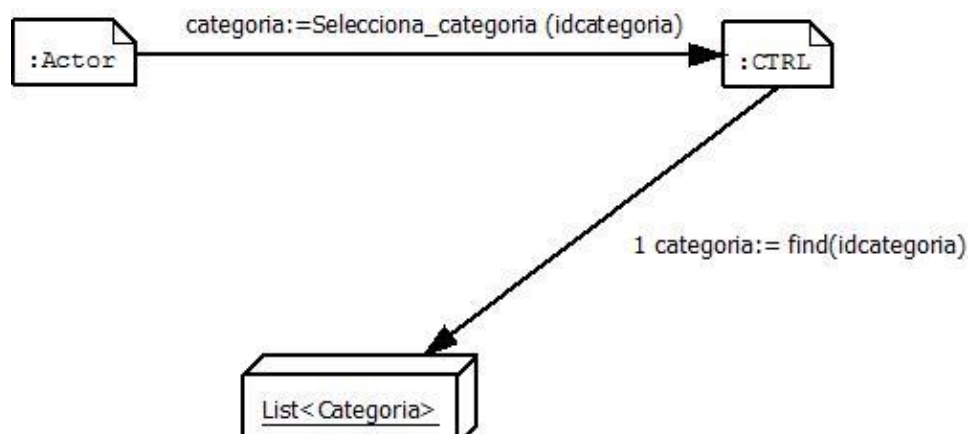 categoria:=Selecciona_categoria (idcategoria)
:Actor
:CTRL
1 categoria:= find(idcategoria)
List<Categoria>